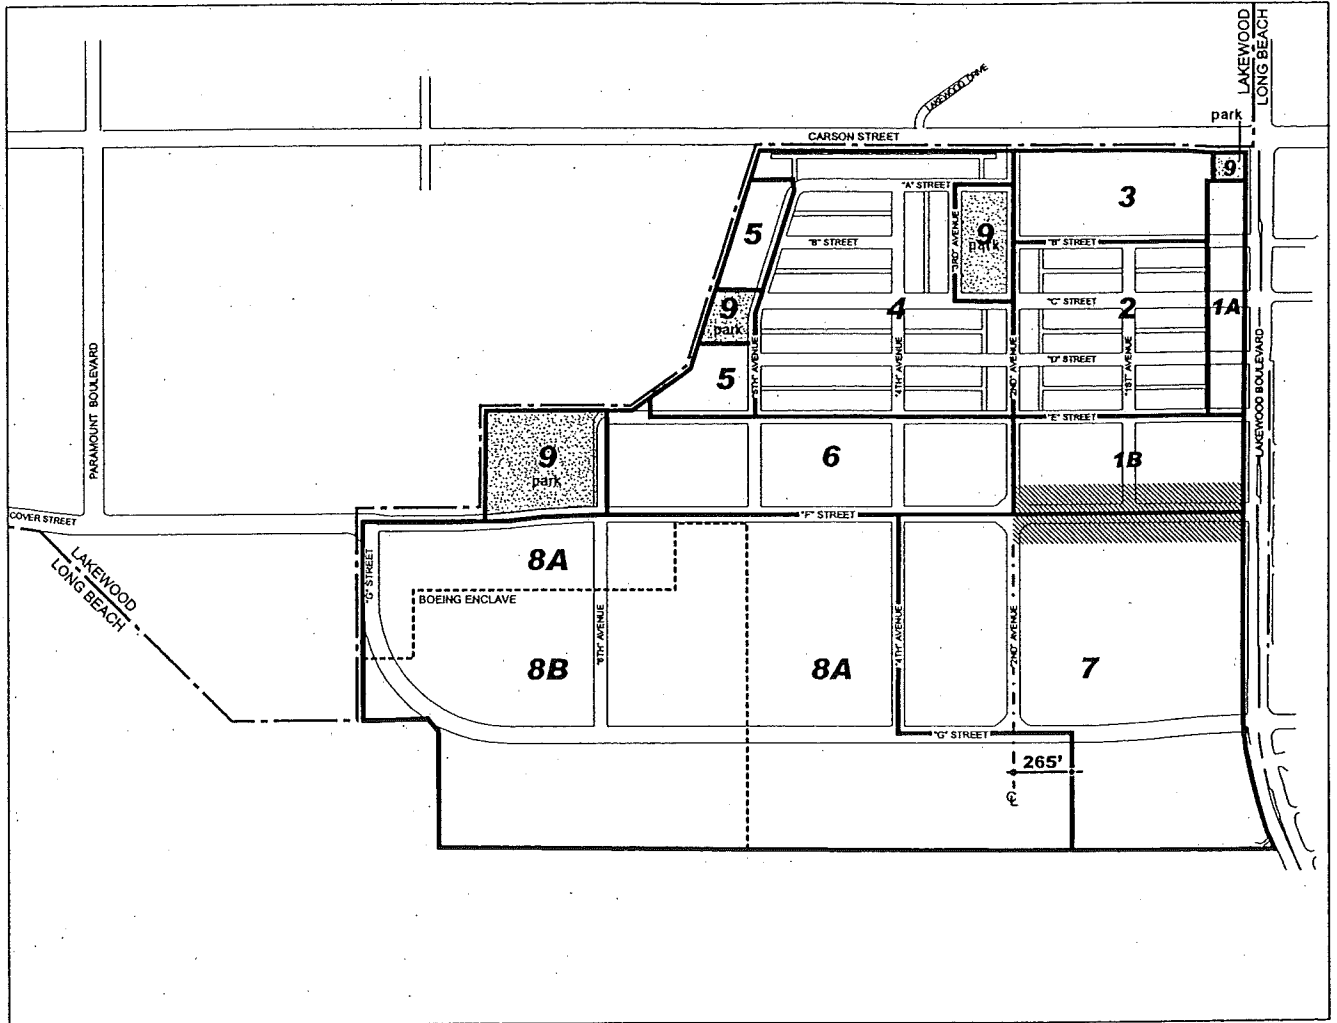 LAKEWOOD
LONG BEACH
LAKEWOOD DRIVE
park
CARSON STREET
9
3
"A" STREET
5
9
park
"3RD" AVENUE
"B" STREET
"B" STREET
9
park
4
"C" STREET
2
1A
PARAMOUNT BOULEVARD
5
"5TH" AVENUE
"4TH" AVENUE
"2ND" AVENUE
"D" STREET
"1ST" AVENUE
LAKEWOOD BOULEVARD
"E" STREET
9
park
6
1B
COVER STREET
"F" STREET
LAKEWOOD
LONG BEACH
"G" STREET
8A
BOEING ENCLAVE
"6TH" AVENUE
"4TH" AVENUE
"2ND" AVENUE
8B
8A
7
"G" STREET
265'
℄